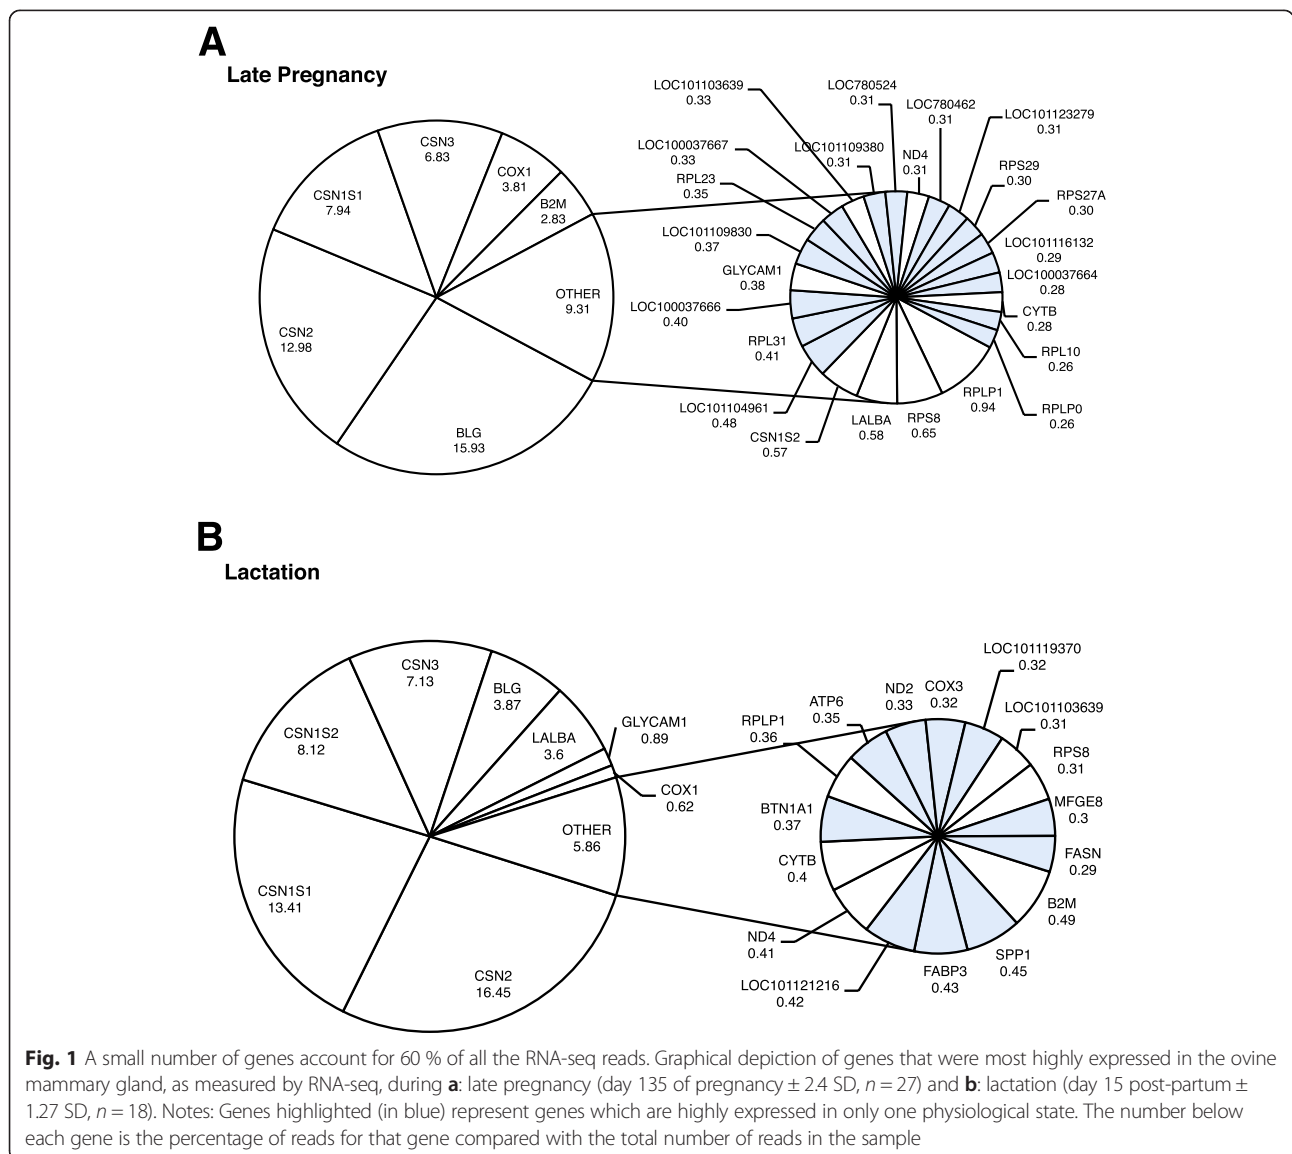 A
Late Pregnancy
CSN3
6.83
COX1
3.81
B2M
2.83
CSN1S1
7.94
OTHER
9.31
CSN2
12.98
BLG
15.93
LOC101103639
0.33
LOC780524
0.31
LOC780462
0.31
LOC101123279
0.31
LOC100037667
0.33
LOC101109380
0.31
ND4
0.31
RPS29
0.30
RPL23
0.35
RPS27A
0.30
LOC101109830
0.37
LOC101116132
0.29
GLYCAM1
0.38
LOC100037664
0.28
LOC100037666
0.40
CYTB
0.28
RPL31
0.41
RPL10
0.26
LOC101104961
0.48
CSN1S2
0.57
LALBA
0.58
RPS8
0.65
RPLP1
0.94
RPLP0
0.26
B
Lactation
CSN3
7.13
BLG
3.87
CSN1S2
8.12
LALBA
3.6
GLYCAM1
0.89
COX1
0.62
OTHER
5.86
CSN1S1
13.41
CSN2
16.45
LOC101119370
0.32
ATP6
0.35
ND2
0.33
COX3
0.32
LOC101103639
0.31
RPLP1
0.36
RPS8
0.31
BTN1A1
0.37
MFGE8
0.3
CYTB
0.4
FASN
0.29
B2M
0.49
ND4
0.41
SPP1
0.45
LOC101121216
0.42
FABP3
0.43
Fig. 1 A small number of genes account for 60 % of all the RNA-seq reads. Graphical depiction of genes that were most highly expressed in the ovine
mammary gland, as measured by RNA-seq, during a: late pregnancy (day 135 of pregnancy ± 2.4 SD, n = 27) and b: lactation (day 15 post-partum ±
1.27 SD, n = 18). Notes: Genes highlighted (in blue) represent genes which are highly expressed in only one physiological state. The number below
each gene is the percentage of reads for that gene compared with the total number of reads in the sample